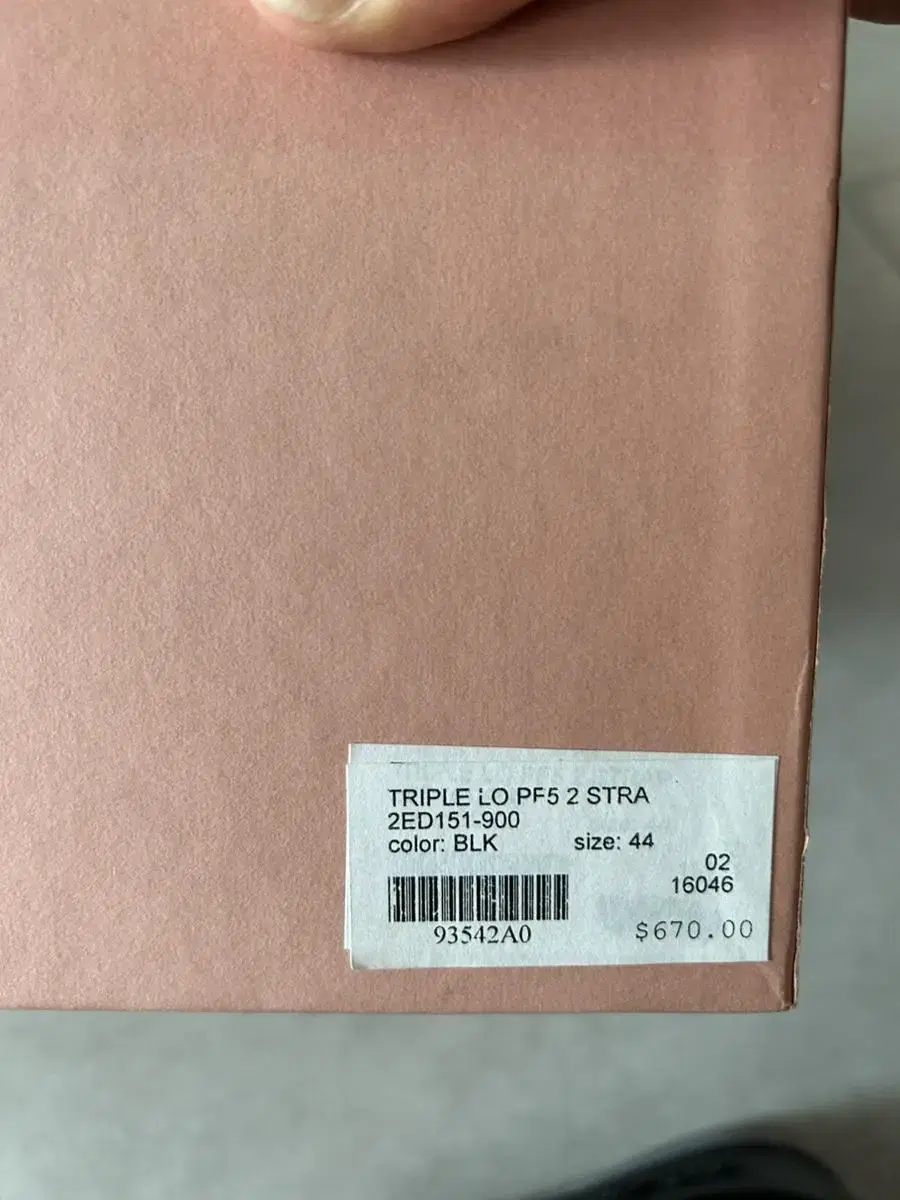 TRIPLE LO PF5 2 STRA
2ED151-900
color: BLK size: 44
02
16046
93542A0 $670.00